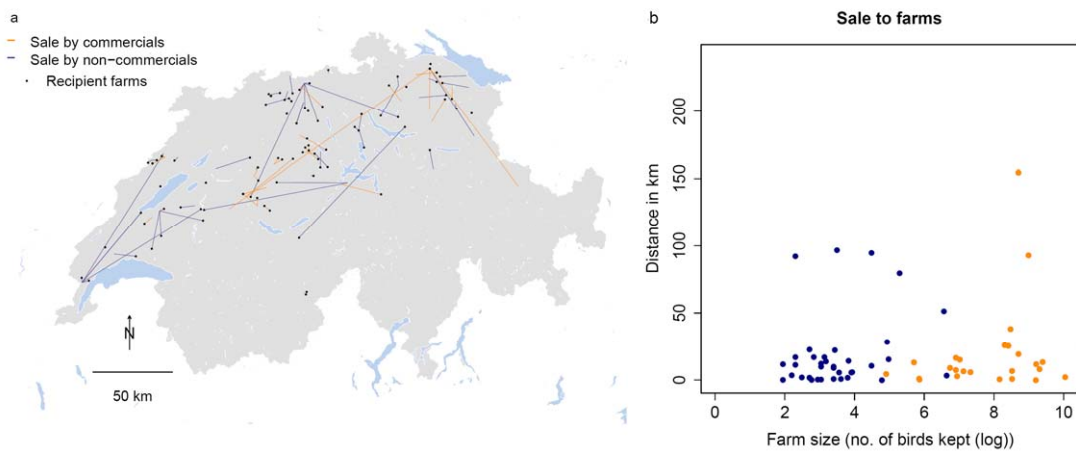 a
Sale by commercials
Sale by non−commercials
Recipient farms
N
50 km
b
Sale to farms
Distance in km
200
150
100
50
0
0 2 4 6 8 10
Farm size (no. of birds kept (log))